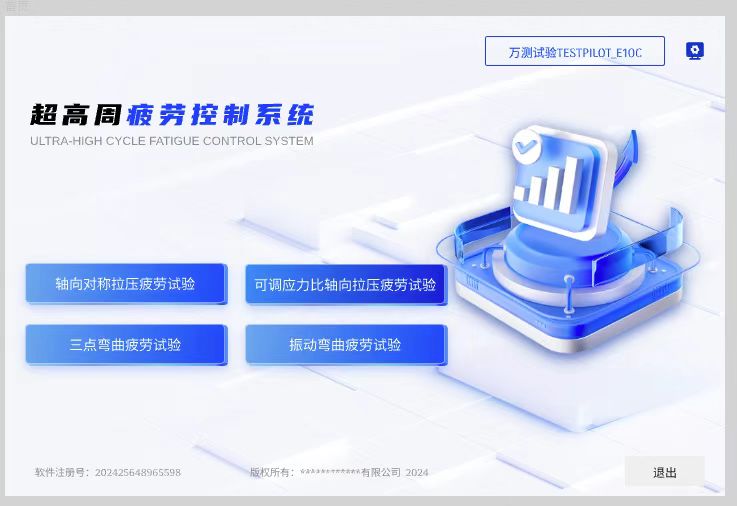 首页
万测试验TESTPILOT_E10C
超高周疲劳控制系统
ULTRA-HIGH CYCLE FATIGUE CONTROL SYSTEM
轴向对称拉压疲劳试验
可调应力比轴向拉压疲劳试验
三点弯曲疲劳试验
振动弯曲疲劳试验
软件注册号：202425648965598
版权所有：************有限公司 2024
退出